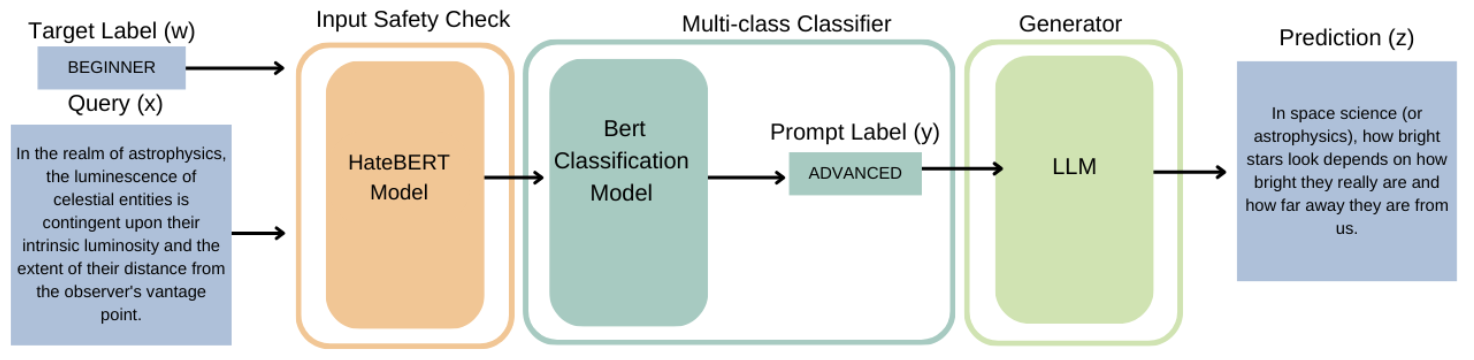 Target Label (w)
BEGINNER
Query (x)
In the realm of astrophysics,
the luminescence of
celestial entities is
contingent upon their
intrinsic luminosity and the
extent of their distance from
the observer's vantage
point.
Input Safety Check
HateBERT
Model
Multi-class Classifier
Bert
Classification
Model
Prompt Label (y)
ADVANCED
Generator
LLM
Prediction (z)
In space science (or
astrophysics), how bright
stars look depends on how
bright they really are and
how far away they are from
us.